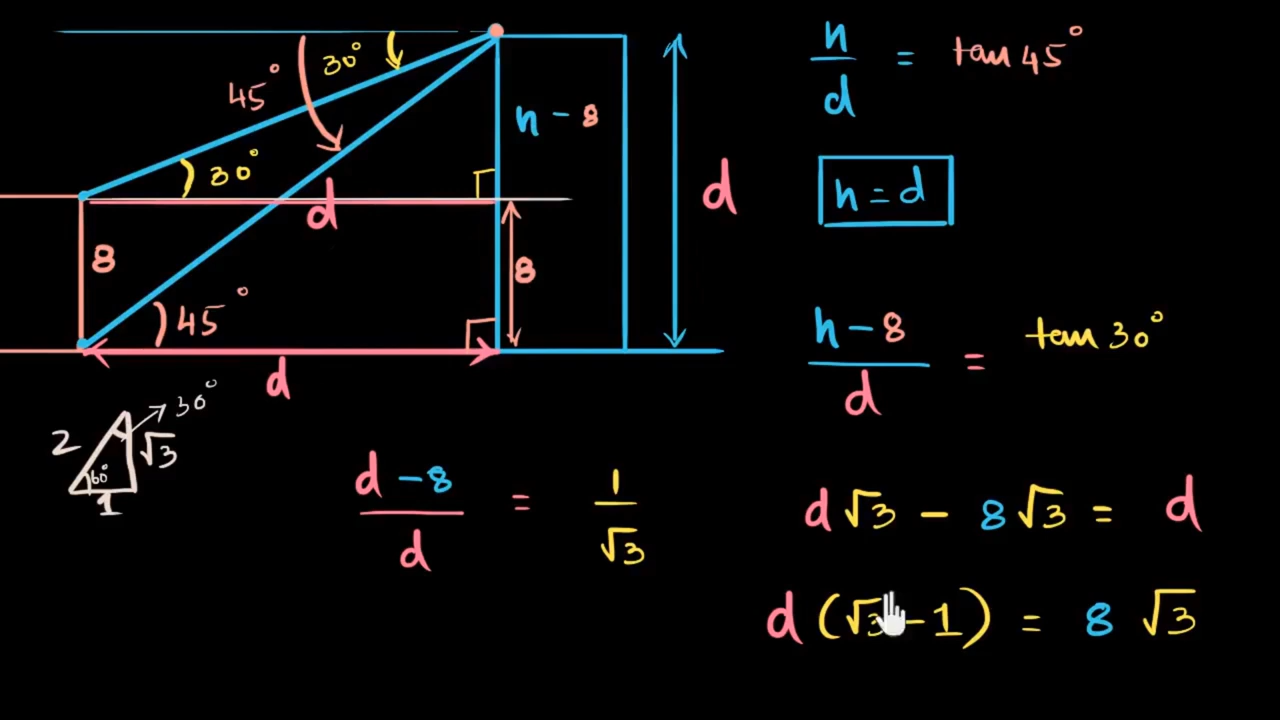 30°
45°
30°
d
8
45°
d
h - 8
8
d
h/d = tan 45°
h = d
(h - 8)/d = tan 30°
2
30°
√3
60°
1
(d - 8)/d = 1/√3
d√3 - 8√3 = d
d(√3 - 1) = 8√3